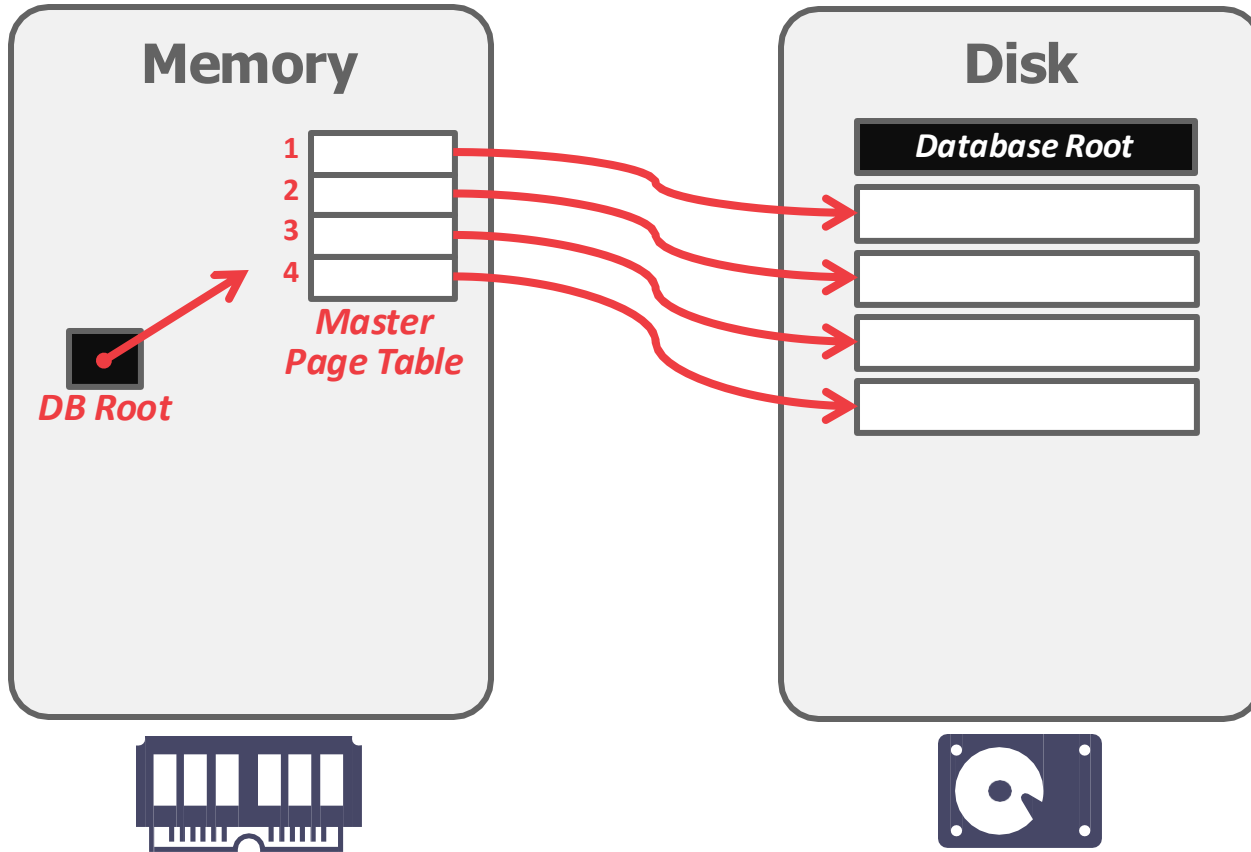 Memory
Disk
1
2
3
4
Master
Page Table
DB Root
Database Root